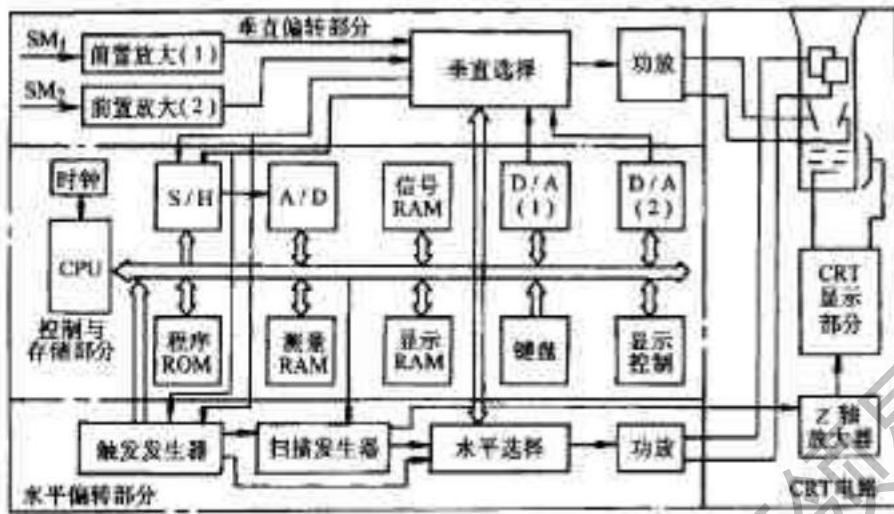 垂直偏转部分
SM₁
前置放大(1)
SM₂
前置放大(2)
垂直选择
功放
时钟
CPU
控制与
存储部分
S/H
A/D
信号
RAM
D/A
(1)
D/A
(2)
程序
ROM
测量
RAM
显示
RAM
键盘
显示
控制
CRT
显示
部分
Z 轴
放大器
触发发生器
扫描发生器
水平选择
功放
水平偏转部分
CRT电路